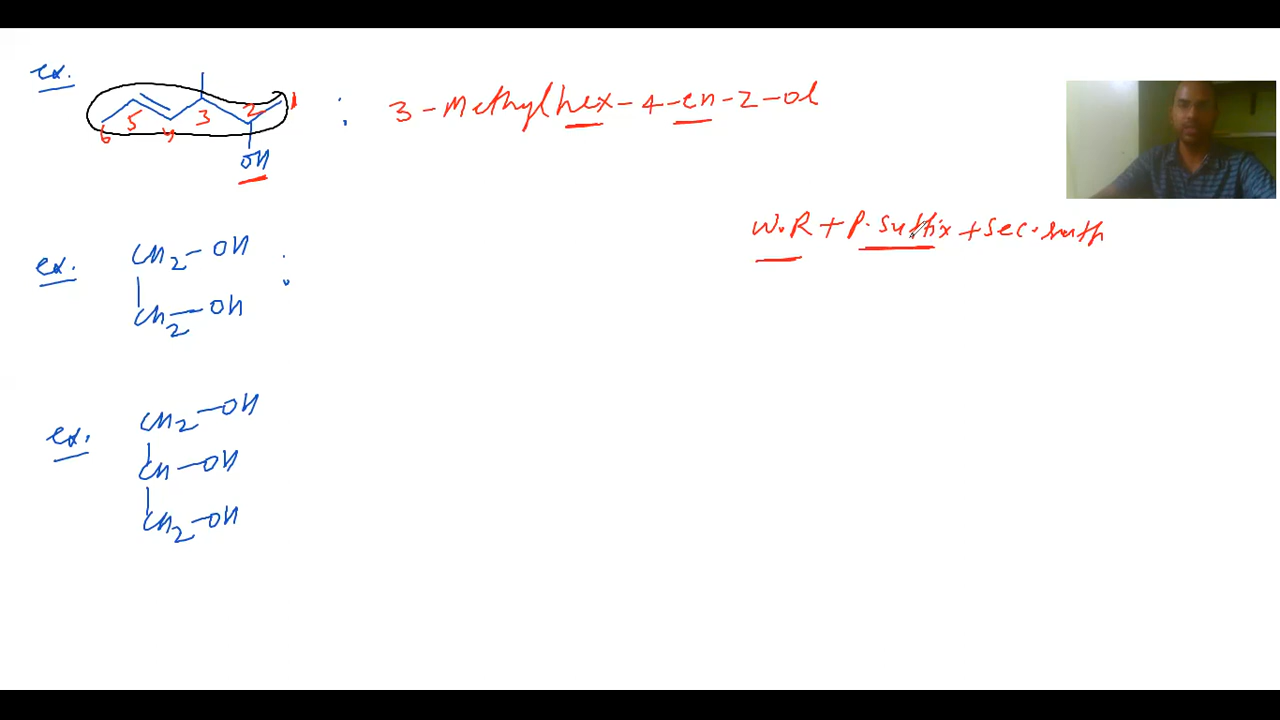 ex.
1
6 5 4 3 2
OH
: 3-Methylhex-4-en-2-ol
W.R + P.Suffix + Sec.suff
ex. CH2-OH :
CH2-OH
ex. CH2-OH
CH-OH
CH2-OH